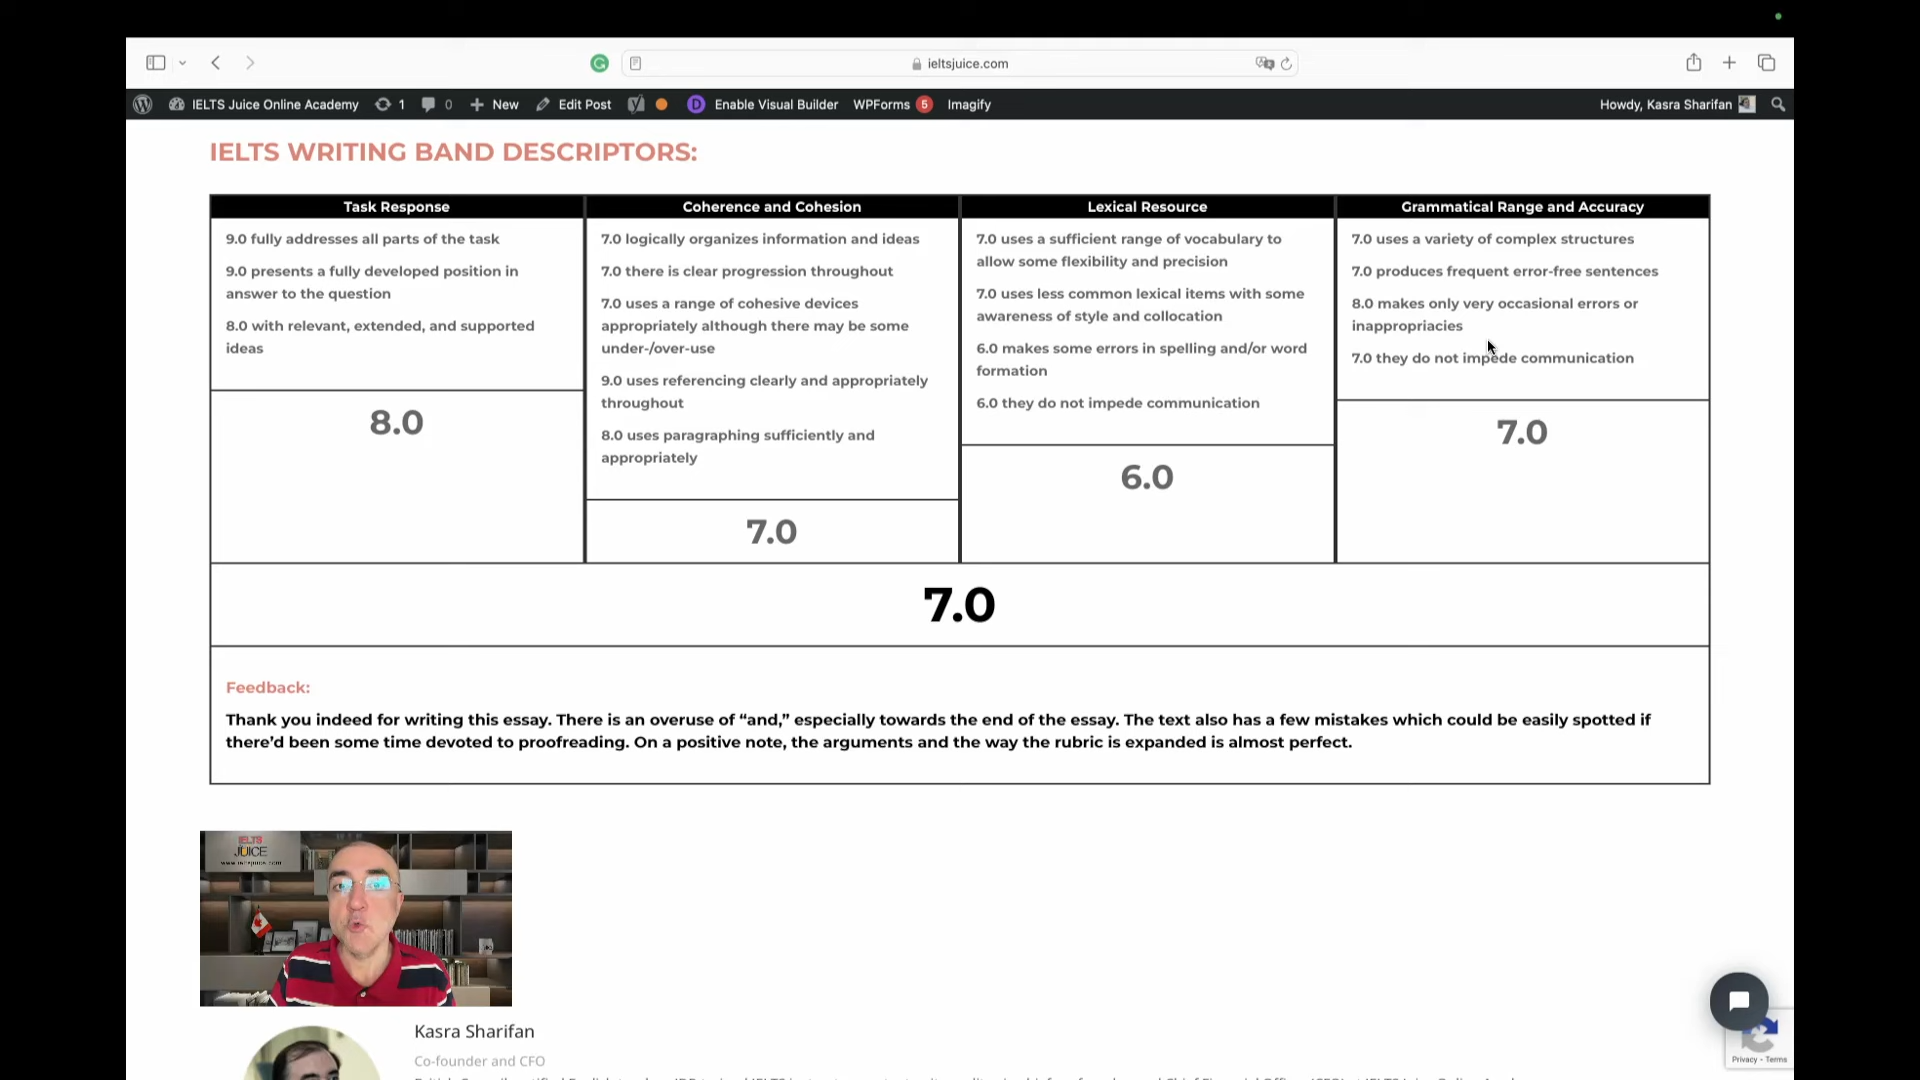 ieltsjuice.com
IELTS Juice Online Academy 1 0 New Edit Post Enable Visual Builder WPForms 5 Imagify Howdy, Kasra Sharifan
IELTS WRITING BAND DESCRIPTORS:
Task Response
9.0 fully addresses all parts of the task
9.0 presents a fully developed position in
answer to the question
8.0 with relevant, extended, and supported
ideas
8.0
Coherence and Cohesion
7.0 logically organizes information and ideas
7.0 there is clear progression throughout
7.0 uses a range of cohesive devices
appropriately although there may be some
under-/over-use
9.0 uses referencing clearly and appropriately
throughout
8.0 uses paragraphing sufficiently and
appropriately
7.0
Lexical Resource
7.0 uses a sufficient range of vocabulary to
allow some flexibility and precision
7.0 uses less common lexical items with some
awareness of style and collocation
6.0 makes some errors in spelling and/or word
formation
6.0 they do not impede communication
6.0
Grammatical Range and Accuracy
7.0 uses a variety of complex structures
7.0 produces frequent error-free sentences
8.0 makes only very occasional errors or
inappropriacies
7.0 they do not impede communication
7.0
7.0
Feedback:
Thank you indeed for writing this essay. There is an overuse of “and,” especially towards the end of the essay. The text also has a few mistakes which could be easily spotted if
there’d been some time devoted to proofreading. On a positive note, the arguments and the way the rubric is expanded is almost perfect.
IELTS
JUICE
www.ieltsjuice.com
Kasra Sharifan
Co-founder and CFO
Privacy - Terms